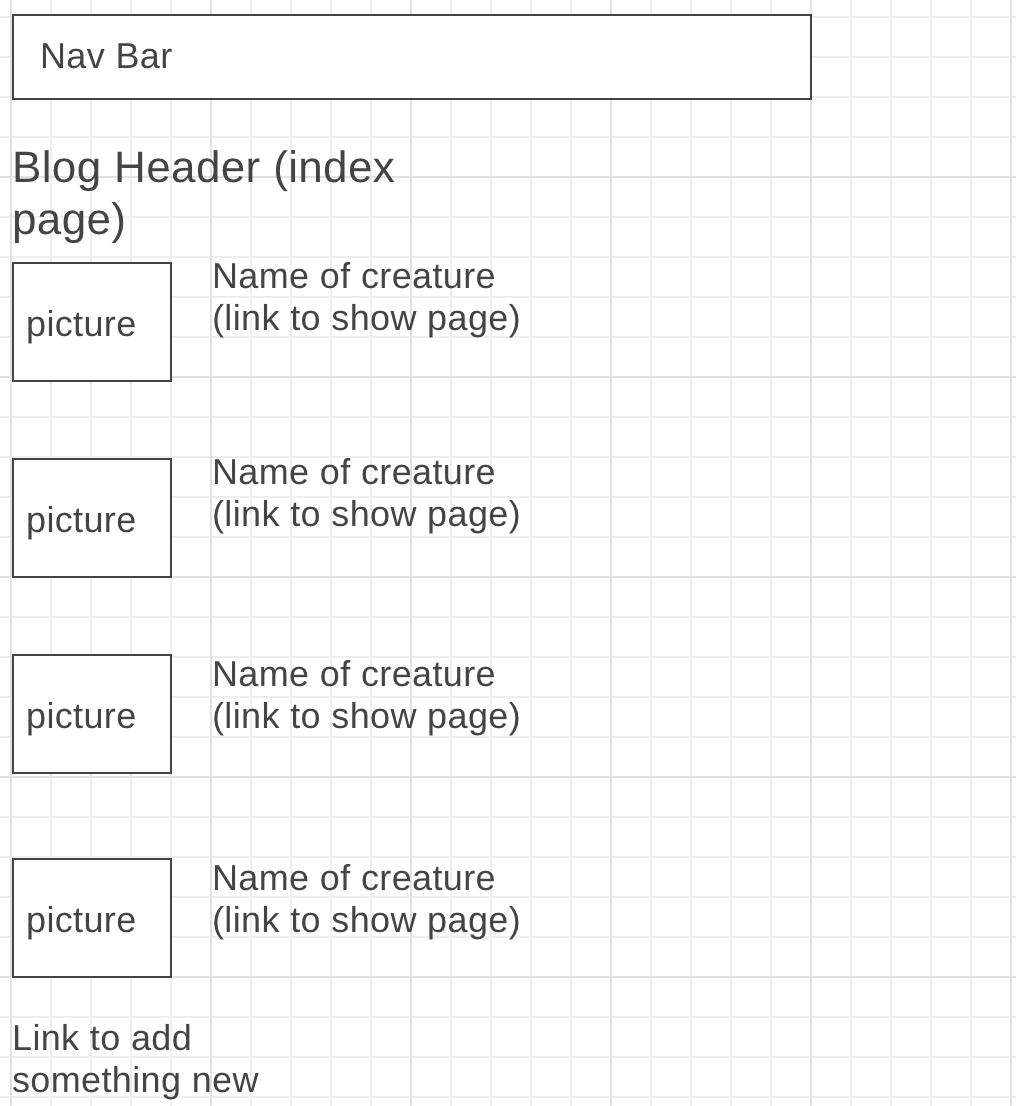 Nav Bar
Blog Header (index
page)
picture
Name of creature
(link to show page)
picture
Name of creature
(link to show page)
picture
Name of creature
(link to show page)
picture
Name of creature
(link to show page)
Link to add
something new